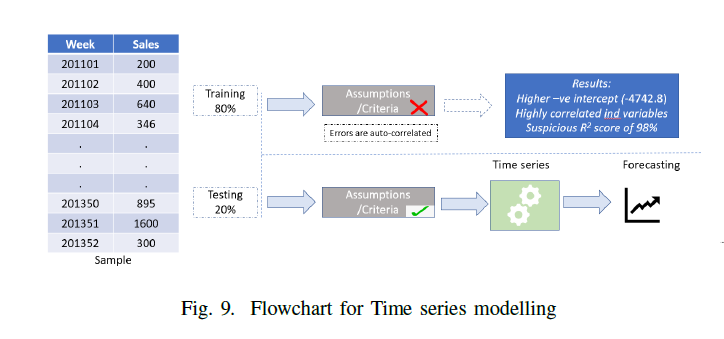 Week Sales
201101 200
201102 400
201103 640
201104 346
. .
. .
. .
201350 895
201351 1600
201352 300
Sample
Training
80%
Assumptions
/Criteria
Errors are auto-correlated
Results:
Higher –ve intercept (-4742.8)
Highly correlated ind variables
Suspicious R² score of 98%
Testing
20%
Assumptions
/Criteria
Time series
Forecasting
Fig. 9. Flowchart for Time series modelling